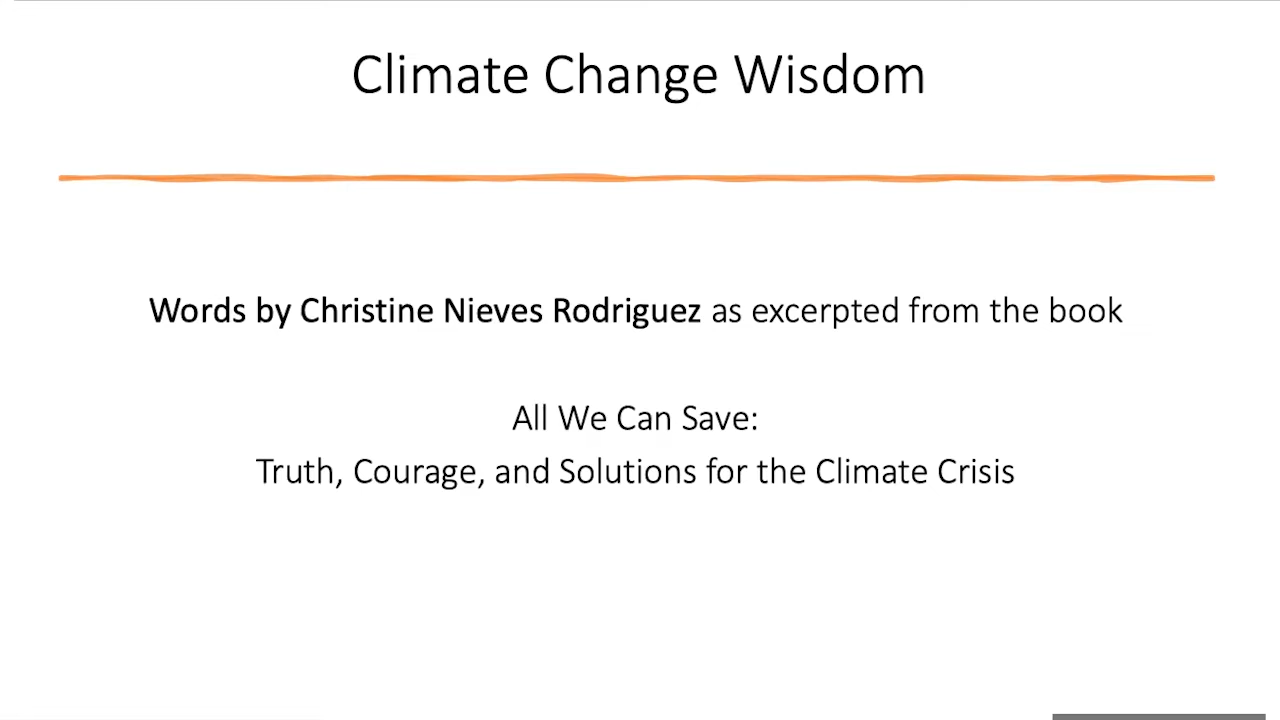 Climate Change Wisdom
Words by Christine Nieves Rodriguez as excerpted from the book
All We Can Save:
Truth, Courage, and Solutions for the Climate Crisis